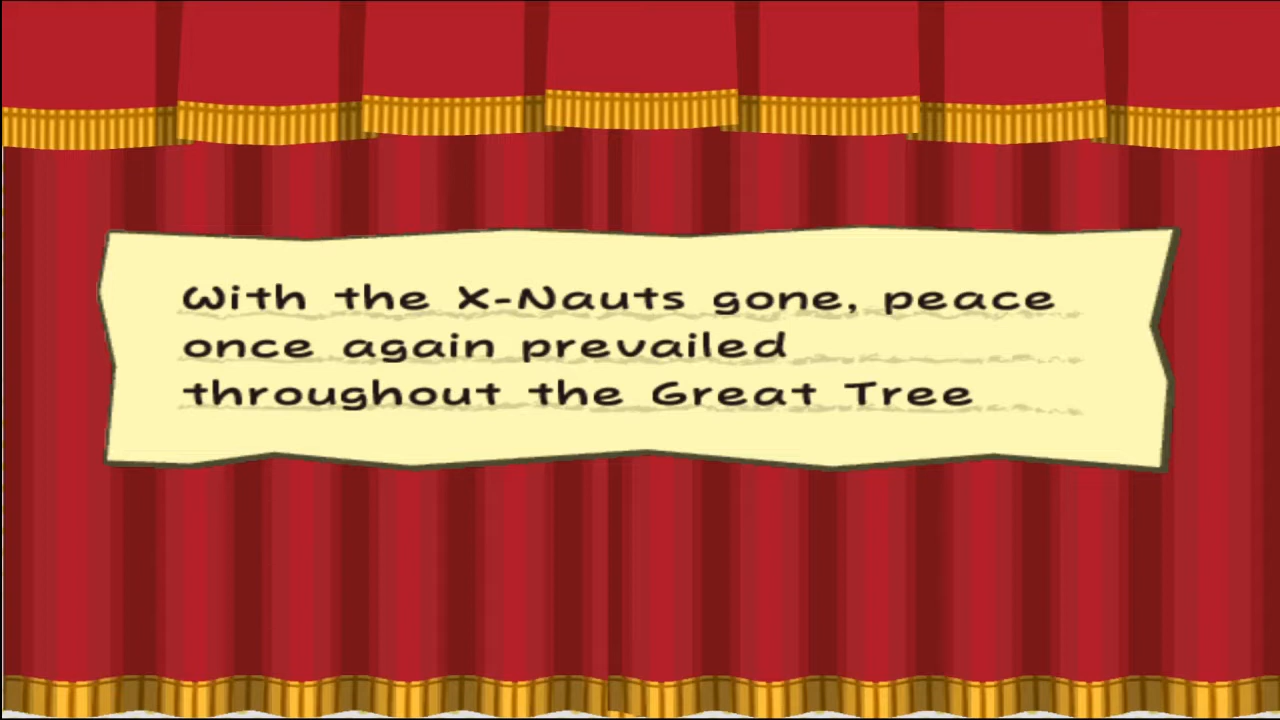 With the X-Nauts gone, peace
once again prevailed
throughout the Great Tree